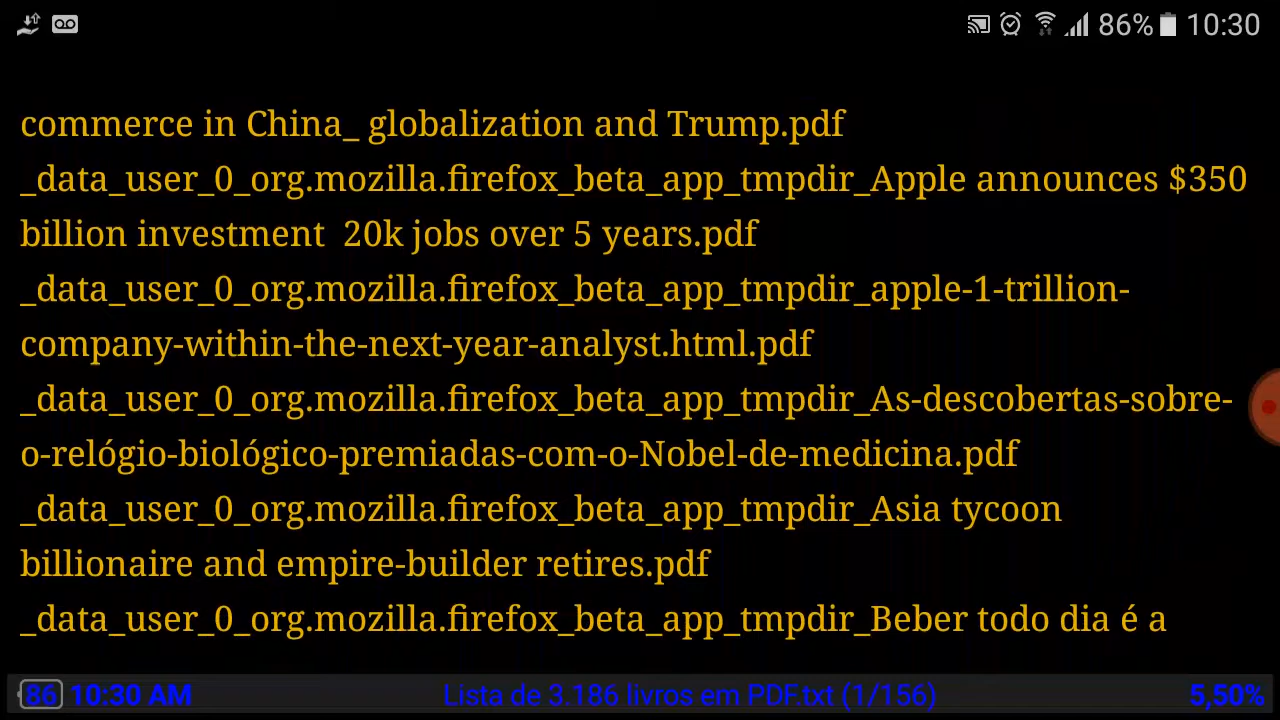 86% 10:30
commerce in China_ globalization and Trump.pdf
_data_user_0_org.mozilla.firefox_beta_app_tmpdir_Apple announces $350
billion investment  20k jobs over 5 years.pdf
_data_user_0_org.mozilla.firefox_beta_app_tmpdir_apple-1-trillion-
company-within-the-next-year-analyst.html.pdf
_data_user_0_org.mozilla.firefox_beta_app_tmpdir_As-descobertas-sobre-
o-relógio-biológico-premiadas-com-o-Nobel-de-medicina.pdf
_data_user_0_org.mozilla.firefox_beta_app_tmpdir_Asia tycoon
billionaire and empire-builder retires.pdf
_data_user_0_org.mozilla.firefox_beta_app_tmpdir_Beber todo dia é a
86 10:30 AM Lista de 3.186 livros em PDF.txt (1/156) 5,50%